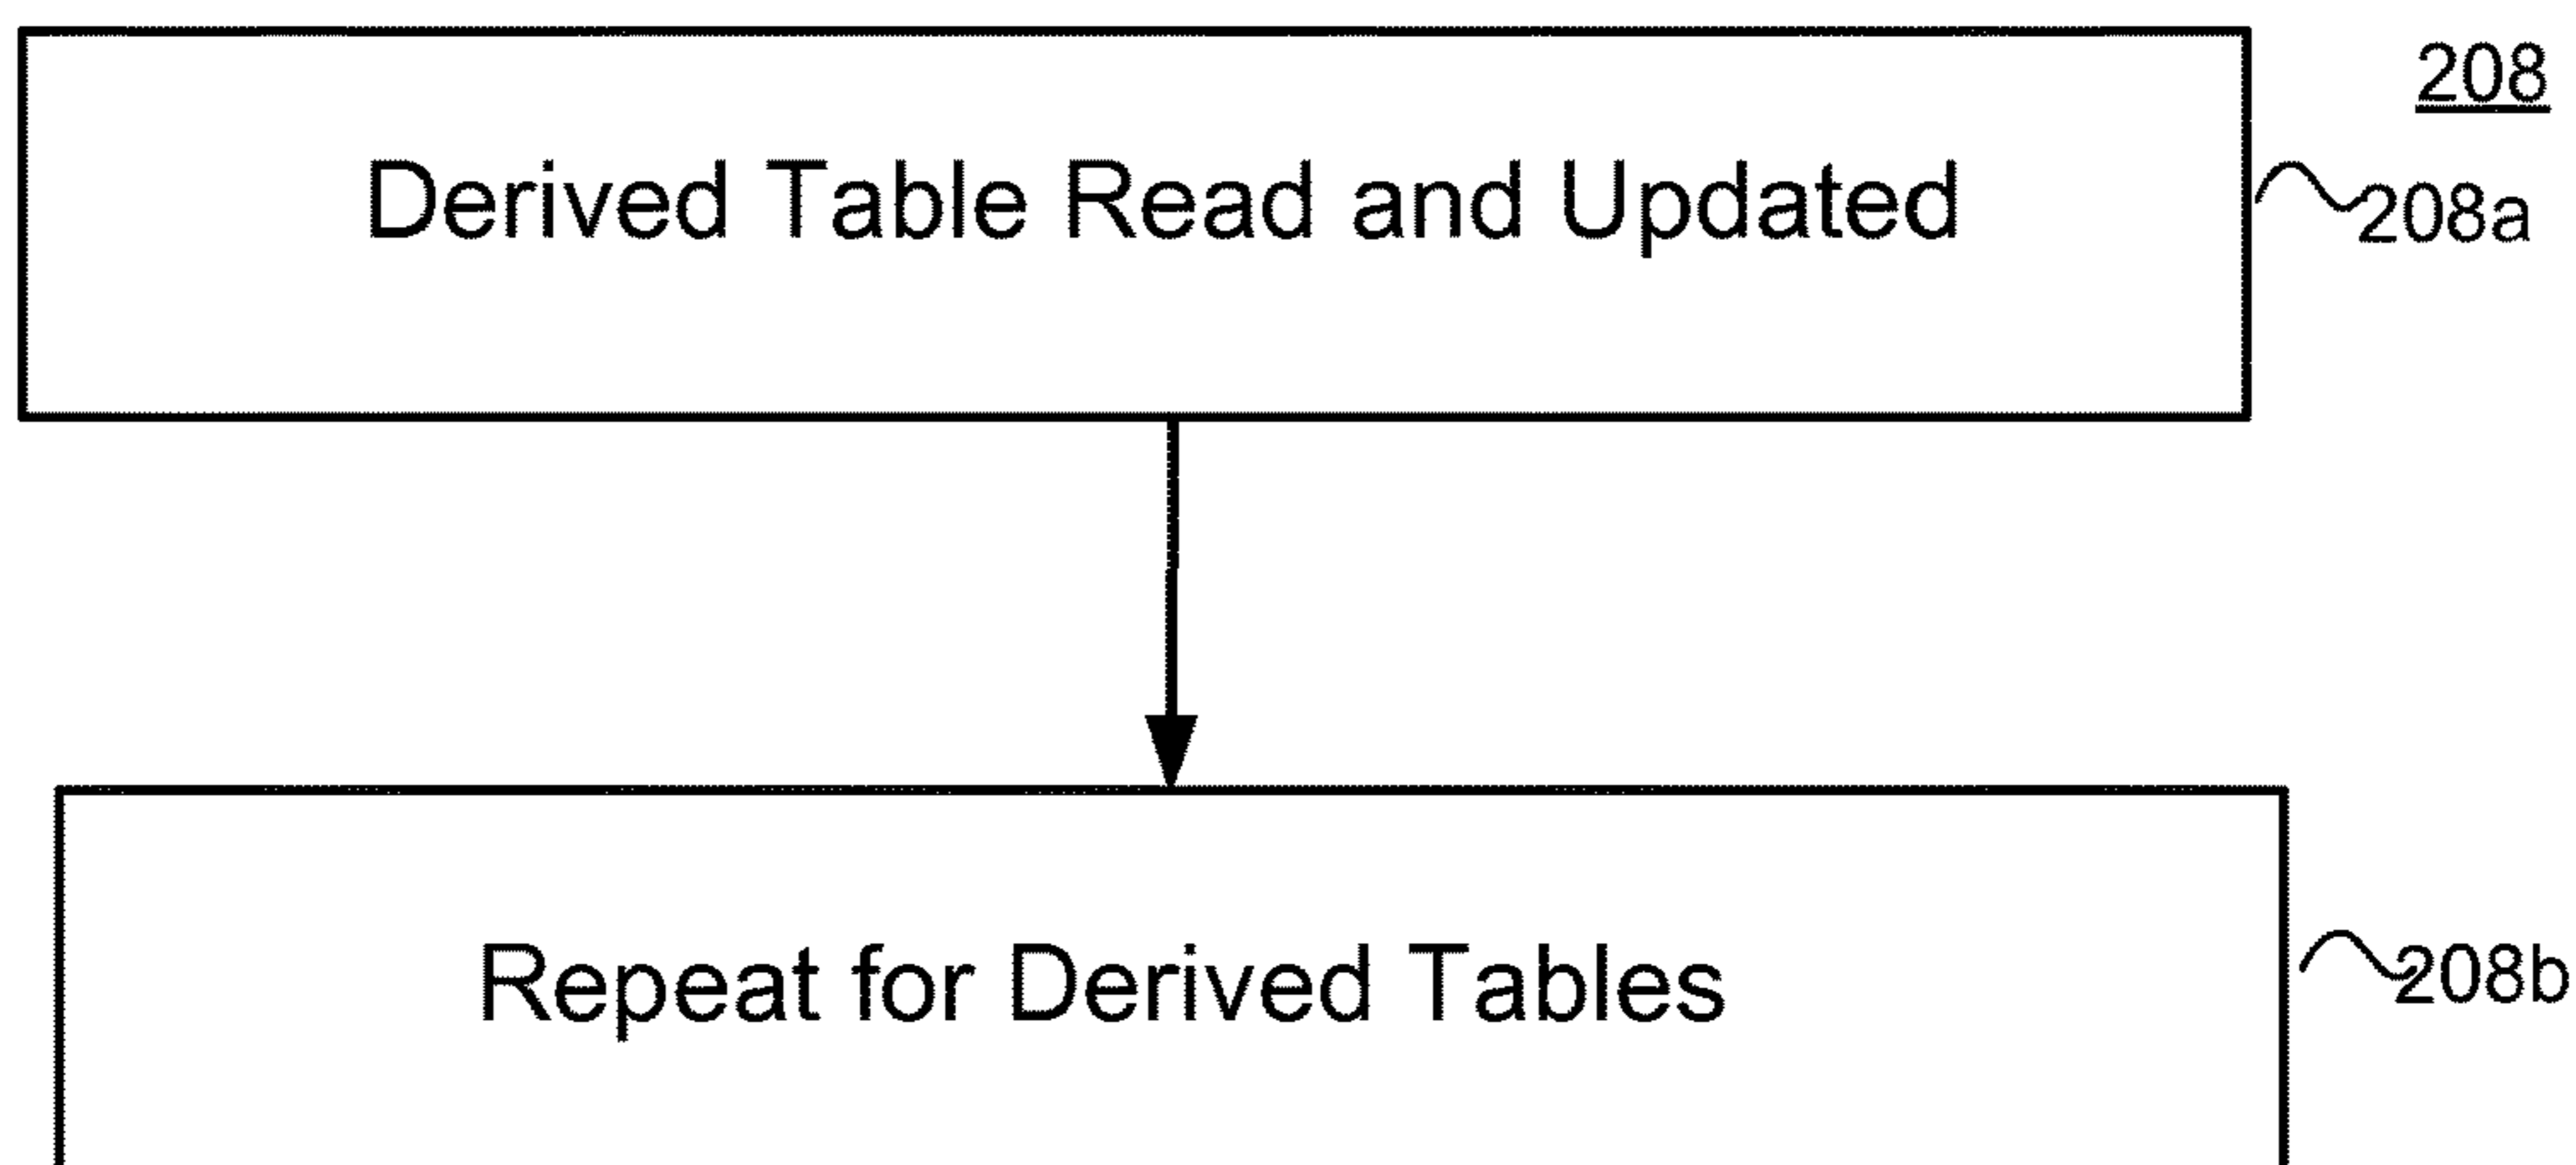 208
Derived Table Read and Updated
208a
Repeat for Derived Tables
208b